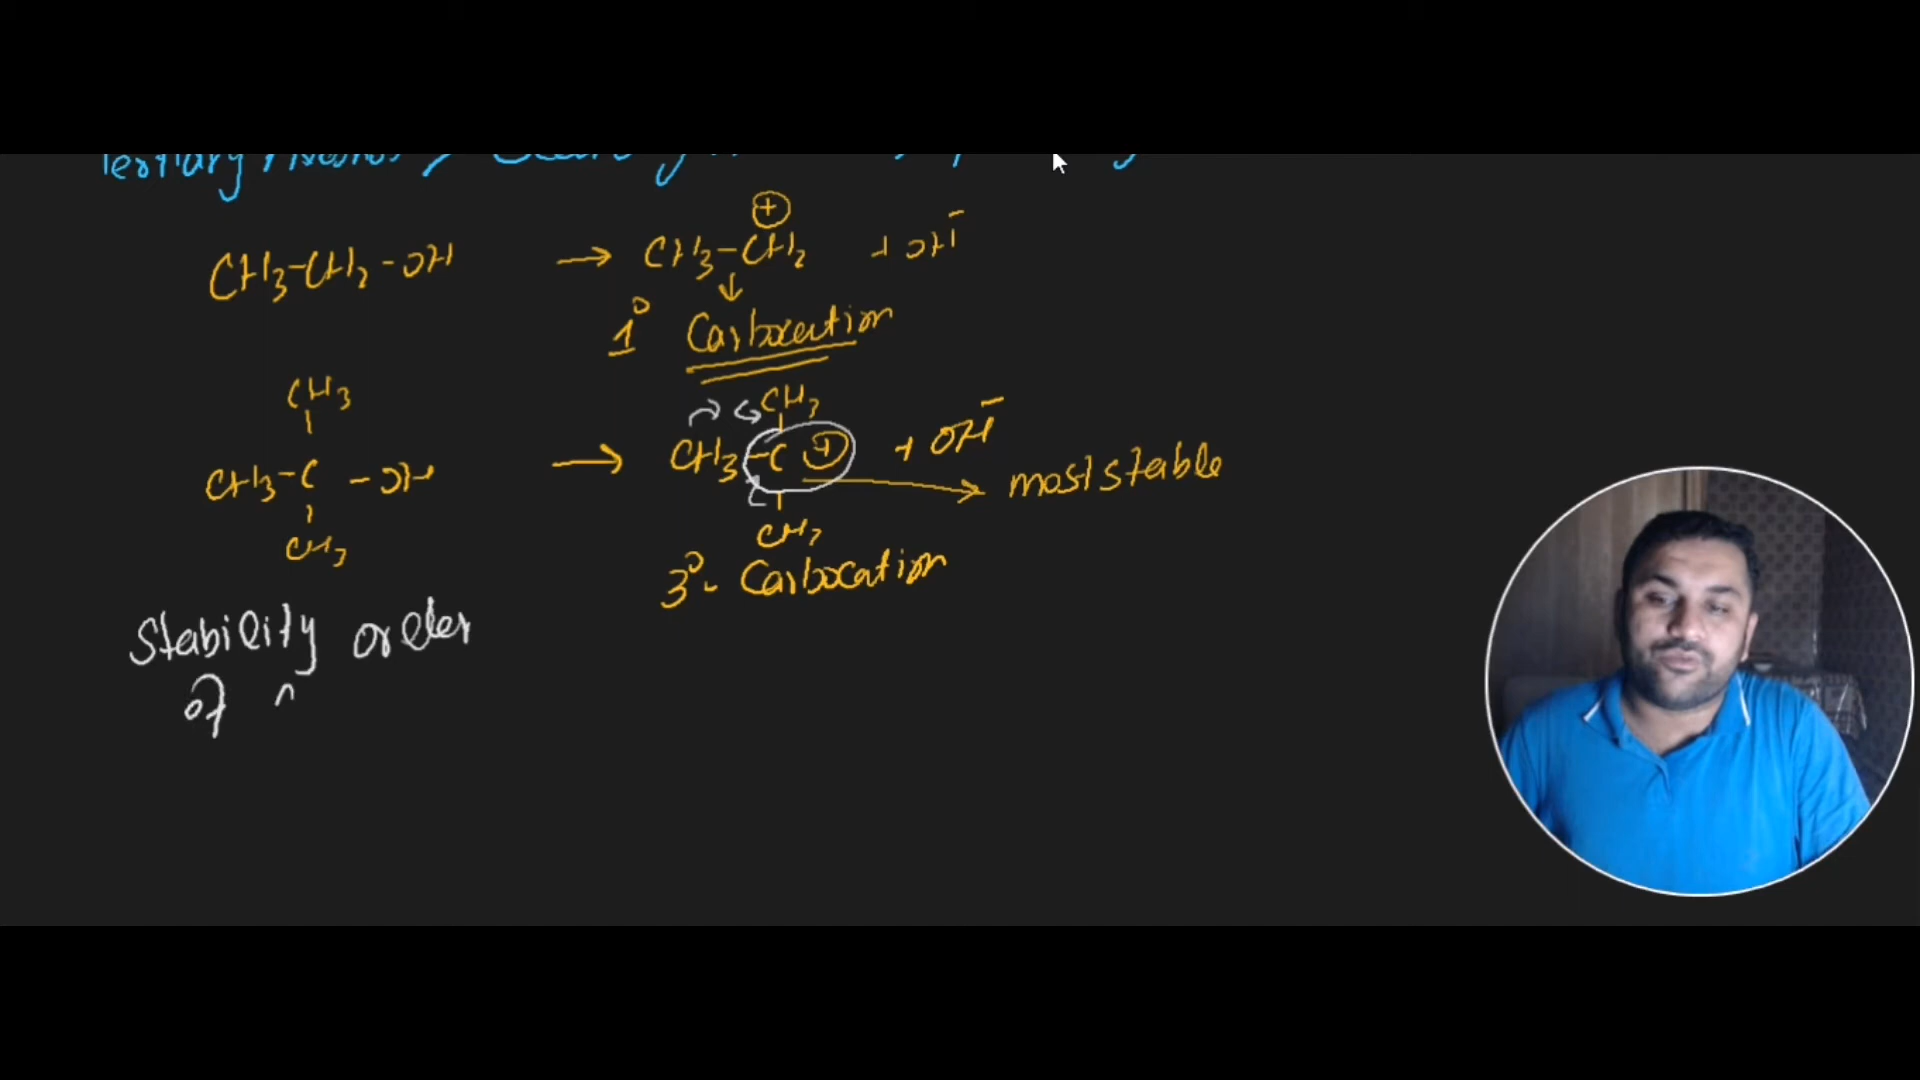 Tertiary
CH3-CH2-OH → CH3-CH2 + OH-
+
1° Carbocation
CH3 CH3
CH3-C-OH → CH3-C + + OH- most stable
CH3 CH3
3°- Carbocation
Stability order
of